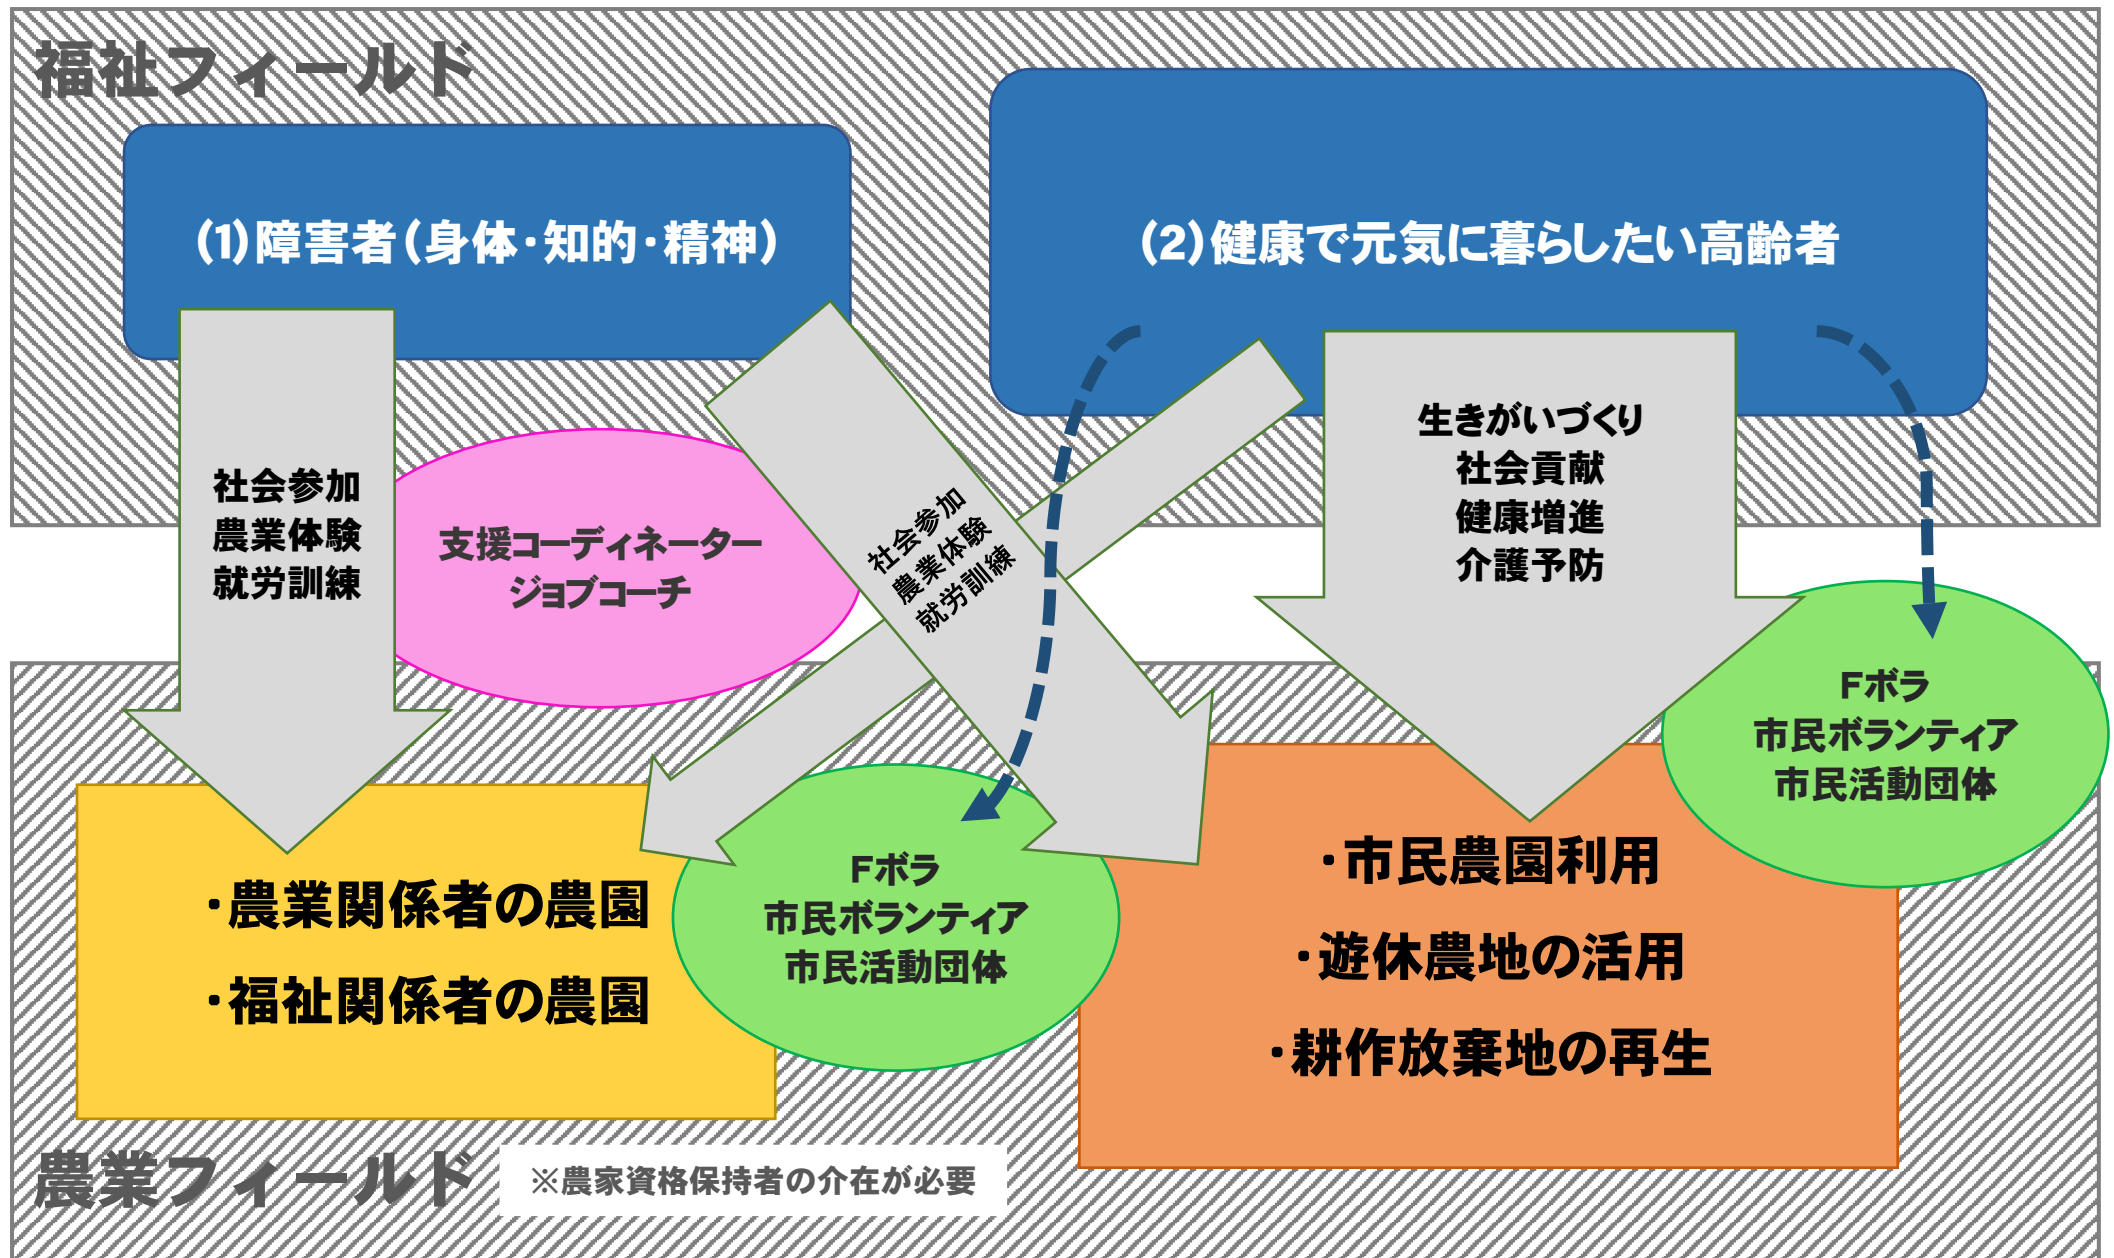 福祉フィールド
(1)障害者(身体・知的・精神)
(2)健康で元気に暮らしたい高齢者
社会参加
農業体験
就労訓練
支援コーディネーター
ジョブコーチ
社会参加
農業体験
就労訓練
生きがいづくり
社会貢献
健康増進
介護予防
Fボラ
市民ボランティア
市民活動団体
・農業関係者の農園
・福祉関係者の農園
Fボラ
市民ボランティア
市民活動団体
・市民農園利用
・遊休農地の活用
・耕作放棄地の再生
農業フィールド
※農家資格保持者の介在が必要